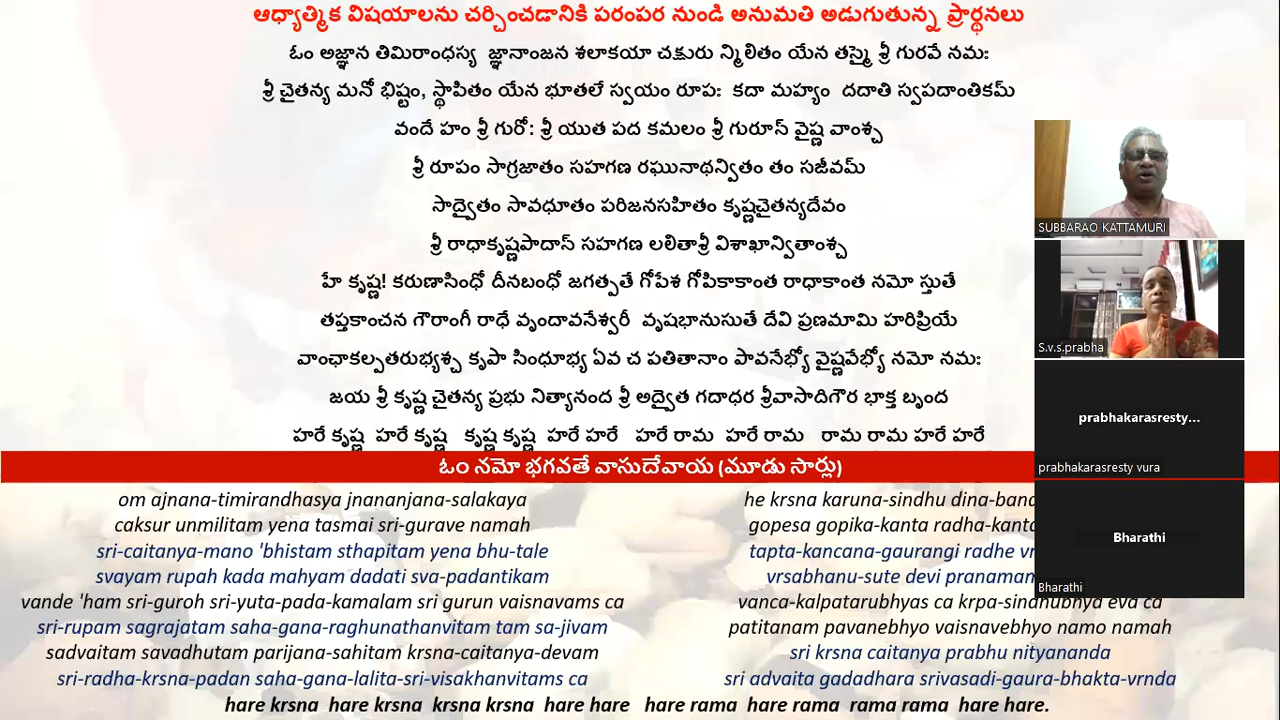 ఆధ్యాత్మిక విషయాలను చర్చించడానికి పరంపర నుండి అనుమతి అడుగుతున్న ప్రార్థనలు
ఓం అజ్ఞాన తిమిరాంధస్య జ్ఞానాంజన శలాకయా చక్షురు న్మిలితం యేన తస్మై శ్రీ గురవే నమః
శ్రీ చైతన్య మనో భిష్టం, స్థాపితం యేన భూతలే స్వయం రూపః కదా మహ్యం దదాతి స్వపదాంతికమ్
వందే హం శ్రీ గురో: శ్రీ యుత పద కమలం శ్రీ గురూస్ వైష్ణ వాంశ్చ
శ్రీ రూపం సాగ్రజాతం సహగణ రఘునాథన్వితం తం సజీవమ్
సాద్వైతం సావధూతం పరిజనసహితం కృష్ణచైతన్యదేవం
శ్రీ రాధాకృష్ణపాదాస్ సహగణ లలితాశ్రీ విశాఖాన్వితాంశ్చ
హే కృష్ణ! కరుణాసింధో దీనబంధో జగత్పతే గోపేశ గోపికాకాంత రాధాకాంత నమో స్తుతే
తప్తకాంచన గౌరాంగీ రాధే వృందావనేశ్వరీ వృషభానుసుతే దేవి ప్రణమామి హరిప్రియే
వాంఛాకల్పతరుభ్యశ్చ కృపా సింధూభ్య ఏవ చ పతితానాం పావనేభ్యో వైష్ణవేభ్యో నమో నమః
జయ శ్రీ కృష్ణ చైతన్య ప్రభు నిత్యానంద శ్రీ అద్వైత గదాధర శ్రీవాసాదిగౌర భాక్త బృంద
హరే కృష్ణ హరే కృష్ణ కృష్ణ కృష్ణ హరే హరే హరే రామ హరే రామ రామ రామ హరే హరే
ఓం నమో భగవతే వాసుదేవాయ (మూడు సార్లు)
om ajnana-timirandhasya jnananjana-salakaya
caksur unmilitam yena tasmai sri-gurave namah
sri-caitanya-mano 'bhistam sthapitam yena bhu-tale
svayam rupah kada mahyam dadati sva-padantikam
vande 'ham sri-guroh sri-yuta-pada-kamalam sri gurun vaisnavams ca
sri-rupam sagrajatam saha-gana-raghunathanvitam tam sa-jivam
sadvaitam savadhutam parijana-sahitam krsna-caitanya-devam
sri-radha-krsna-padan saha-gana-lalita-sri-visakhanvitams ca
he krsna karuna-sindhu dina-band
gopesa gopika-kanta radha-kanta
tapta-kancana-gaurangi radhe vr
vrsabhanu-sute devi pranamam
vanca-kalpatarubhyas ca krpa-sindhubhya eva ca
patitanam pavanebhyo vaisnavebhyo namo namah
sri krsna caitanya prabhu nityananda
sri advaita gadadhara srivasadi-gaura-bhakta-vrnda
hare krsna hare krsna krsna krsna hare hare hare rama hare rama rama rama hare hare.
SUBBARAO KATTAMURI
S.v.s.prabha
prabhakarasresty...
prabhakarasresty vura
Bharathi
Bharathi